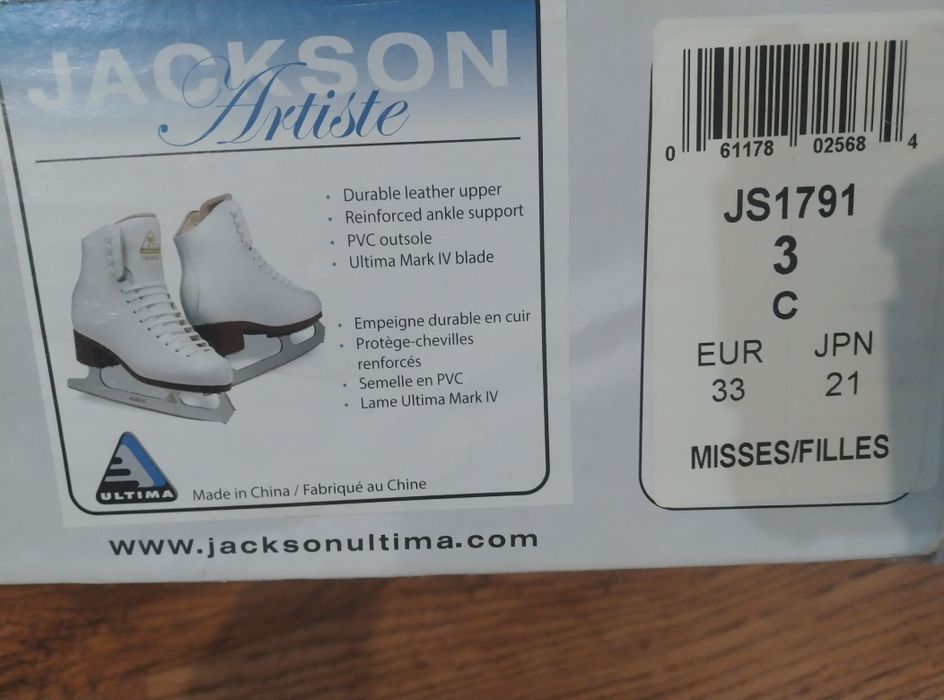 JACKSON
Artiste
• Durable leather upper
• Reinforced ankle support
• PVC outsole
• Ultima Mark IV blade
• Empeigne durable en cuir
• Protège-chevilles
renforcés
• Semelle en PVC
• Lame Ultima Mark IV
ULTIMA
Made in China / Fabriqué au Chine
www.jacksonultima.com
0 61178 02568 4
JS1791
3
C
EUR JPN
33 21
MISSES/FILLES